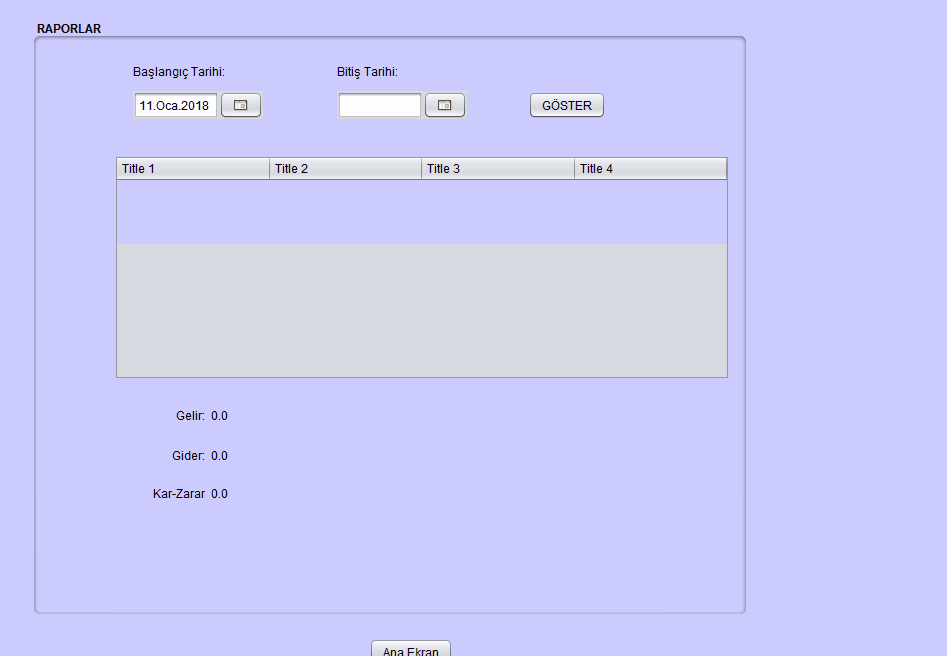 RAPORLAR
Başlangıç Tarihi: Bitiş Tarihi:
11.Oca.2018 GÖSTER
Title 1 Title 2 Title 3 Title 4
Gelir: 0.0
Gider: 0.0
Kar-Zarar 0.0
Ana Ekran